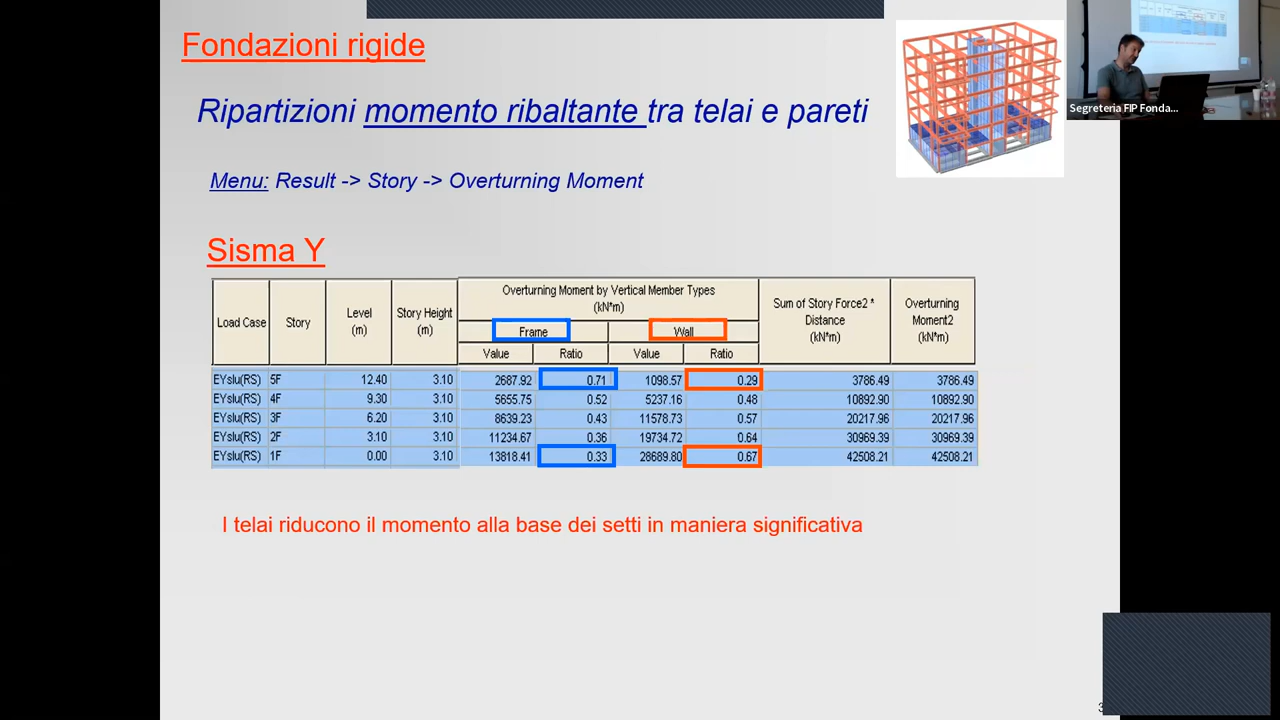 Fondazioni rigide
Segreteria FIP Fonda...
Ripartizioni momento ribaltante tra telai e pareti
Menu: Result -> Story -> Overturning Moment
Sisma Y
Load Case Story Level (m) Story Height (m) Overturning Moment by Vertical Member Types (kN*m) Sum of Story Force2 * Distance (kN*m) Overturning Moment2 (kN*m)
Frame Wall
Value Ratio Value Ratio
EYslu(RS) 5F 12.40 3.10 2687.92 0.71 1098.57 0.29 3786.49 3786.49
EYslu(RS) 4F 9.30 3.10 5655.75 0.52 5237.16 0.48 10892.90 10892.90
EYslu(RS) 3F 6.20 3.10 8639.23 0.43 11578.73 0.57 20217.96 20217.96
EYslu(RS) 2F 3.10 3.10 11234.67 0.36 19734.72 0.64 30969.39 30969.39
EYslu(RS) 1F 0.00 3.10 13818.41 0.33 28689.80 0.67 42508.21 42508.21
I telai riducono il momento alla base dei setti in maniera significativa